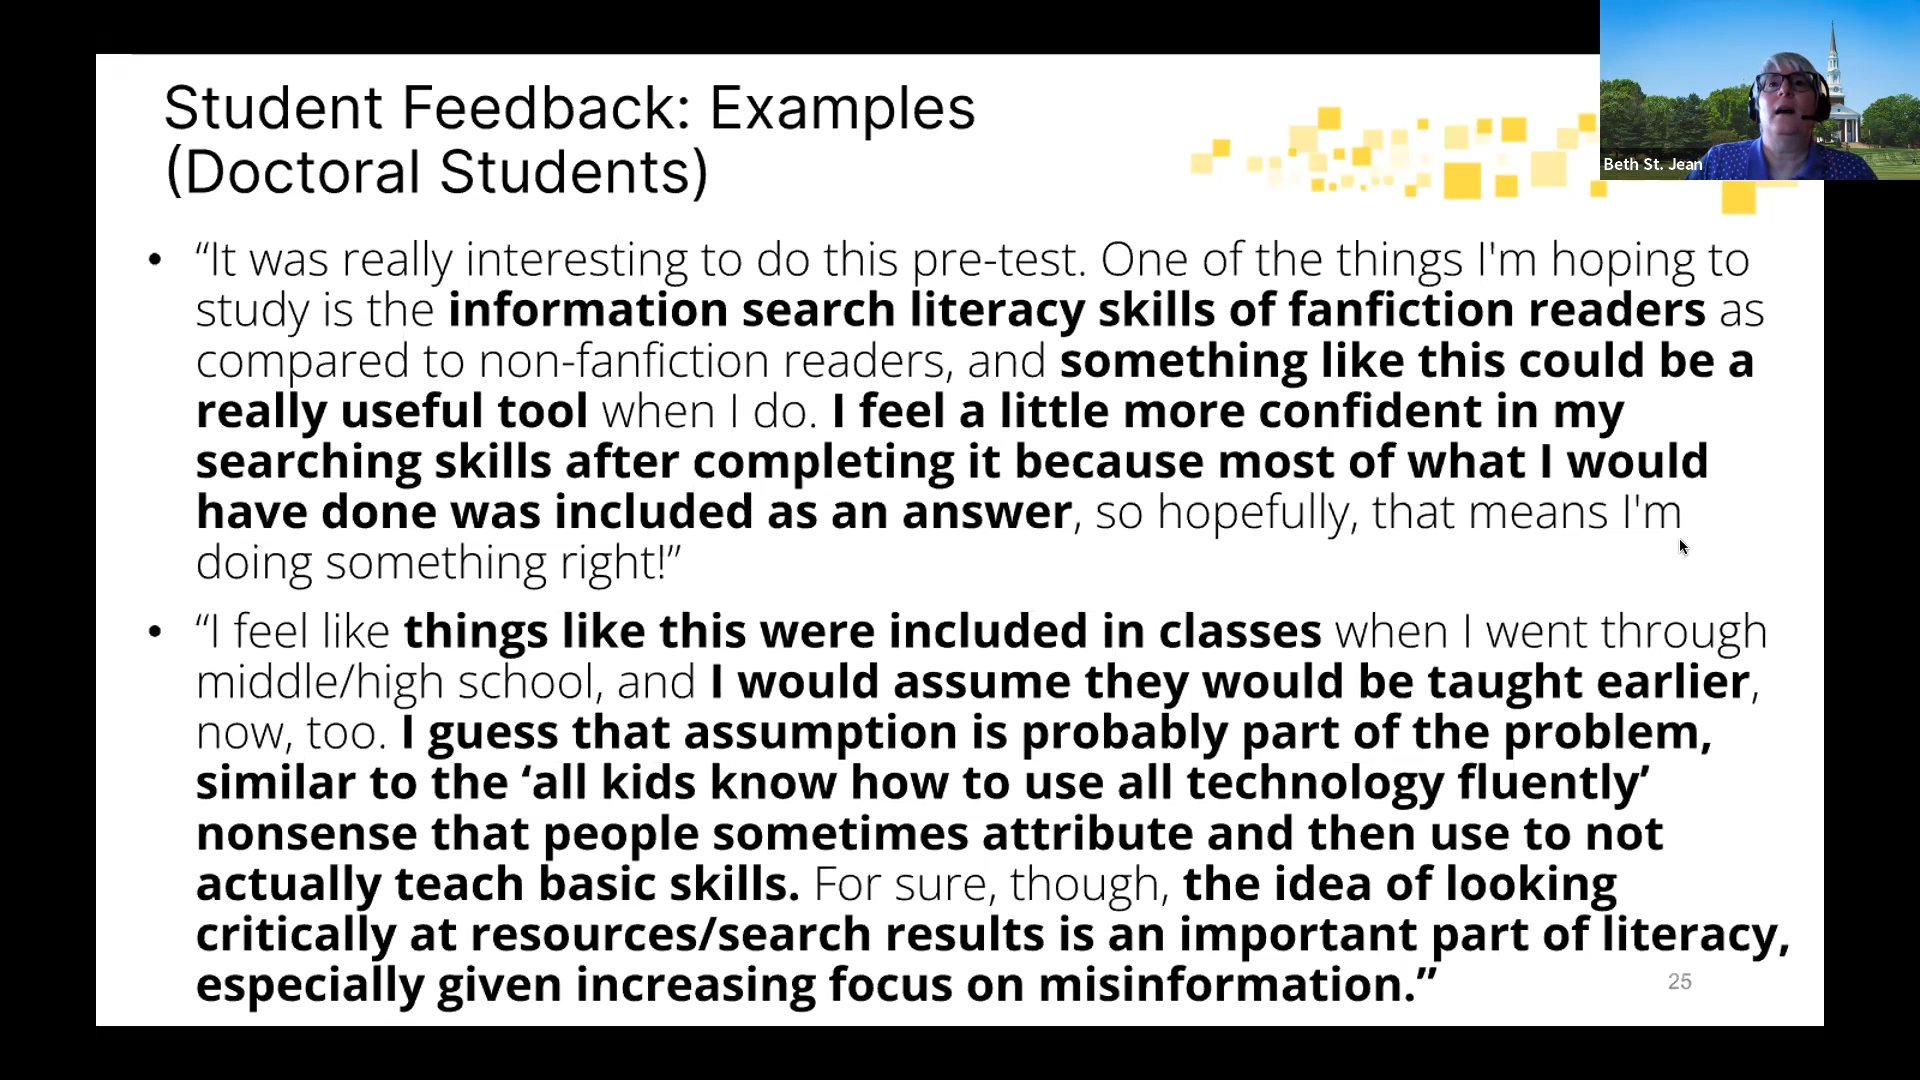 Student Feedback: Examples
(Doctoral Students)
Beth St. Jean
• “It was really interesting to do this pre-test. One of the things I'm hoping to
study is the information search literacy skills of fanfiction readers as
compared to non-fanfiction readers, and something like this could be a
really useful tool when I do. I feel a little more confident in my
searching skills after completing it because most of what I would
have done was included as an answer, so hopefully, that means I'm
doing something right!”
• “I feel like things like this were included in classes when I went through
middle/high school, and I would assume they would be taught earlier,
now, too. I guess that assumption is probably part of the problem,
similar to the ‘all kids know how to use all technology fluently’
nonsense that people sometimes attribute and then use to not
actually teach basic skills. For sure, though, the idea of looking
critically at resources/search results is an important part of literacy,
especially given increasing focus on misinformation.”
25